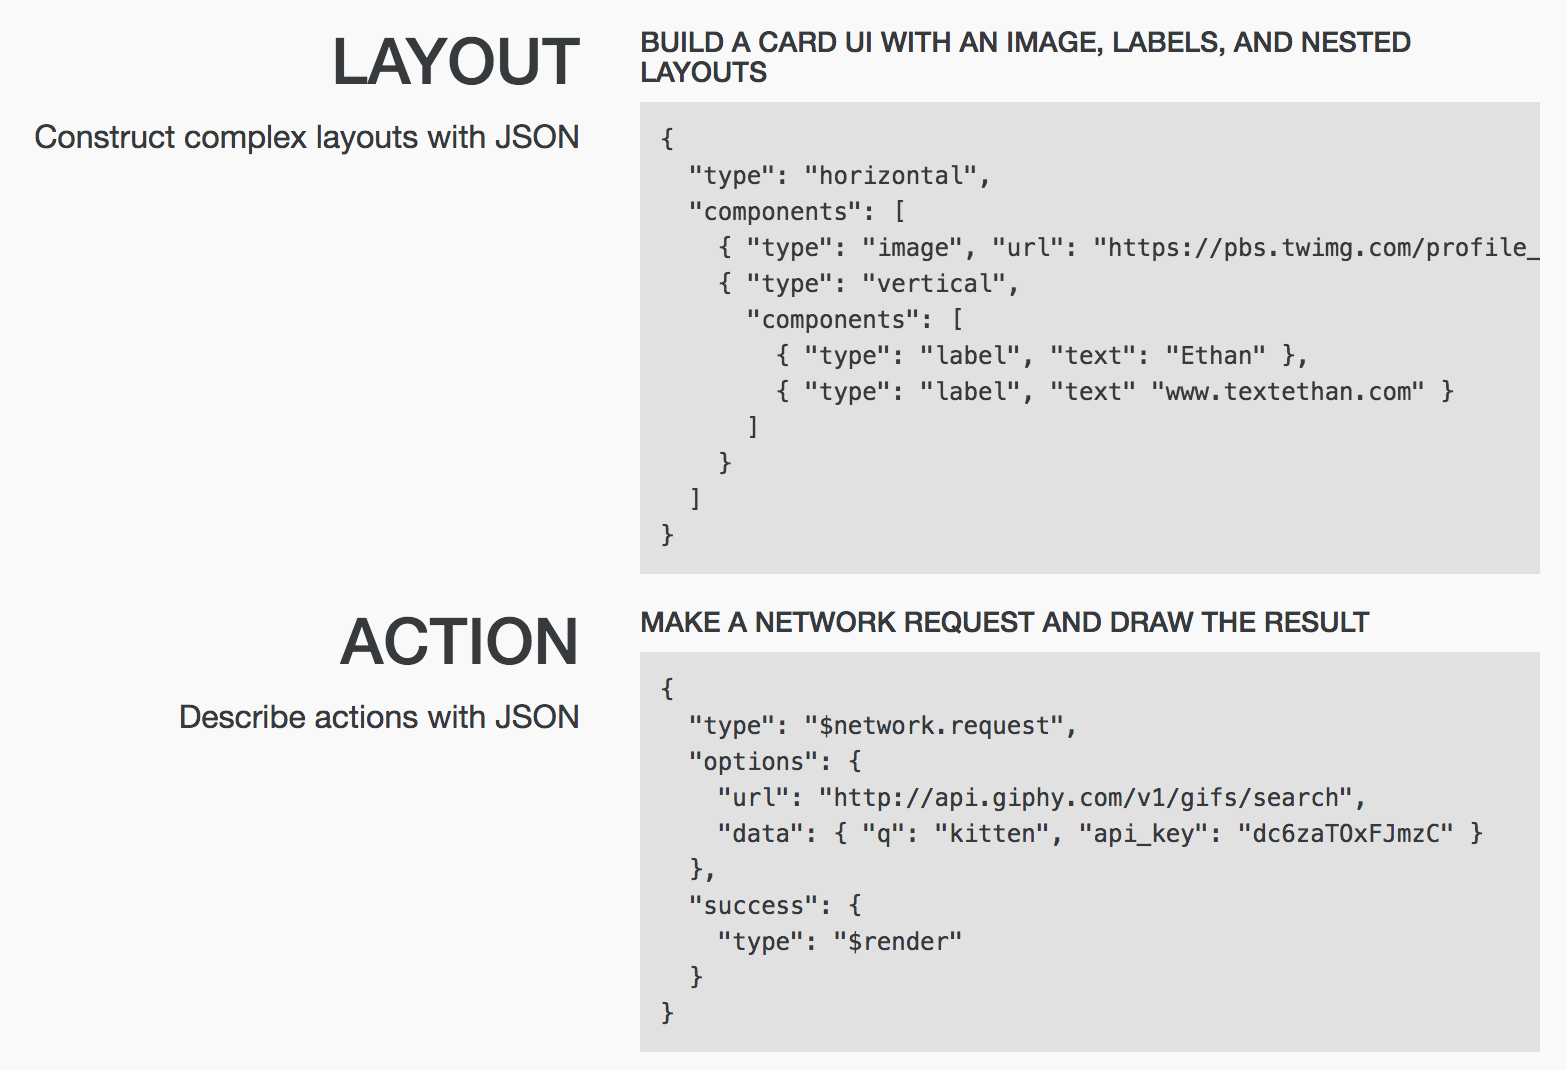 LAYOUT
Construct complex layouts with JSON
BUILD A CARD UI WITH AN IMAGE, LABELS, AND NESTED
LAYOUTS
{
  "type": "horizontal",
  "components": [
    { "type": "image", "url": "https://pbs.twimg.com/profile_
    { "type": "vertical",
      "components": [
        { "type": "label", "text": "Ethan" },
        { "type": "label", "text" "www.textethan.com" }
      ]
    }
  ]
}
ACTION
Describe actions with JSON
MAKE A NETWORK REQUEST AND DRAW THE RESULT
{
  "type": "$network.request",
  "options": {
    "url": "http://api.giphy.com/v1/gifs/search",
    "data": { "q": "kitten", "api_key": "dc6zaTOxFJmzC" }
  },
  "success": {
    "type": "$render"
  }
}